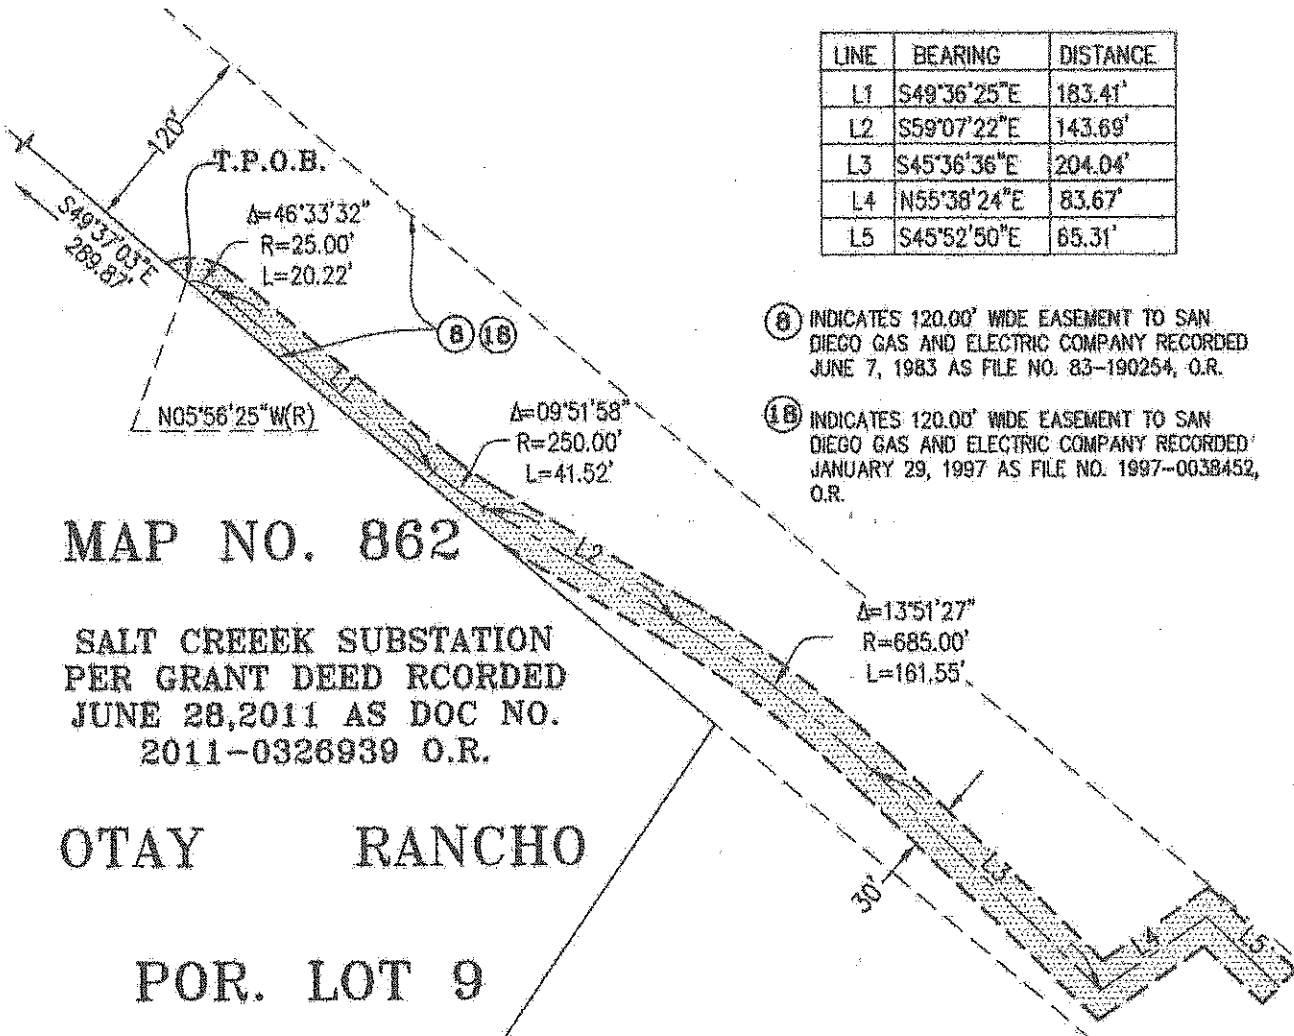 LINE BEARING DISTANCE
L1 S49°36'25"E 183.41'
L2 S59°07'22"E 143.69'
L3 S45°36'36"E 204.04'
L4 N55°38'24"E 83.67'
L5 S45°52'50"E 65.31'
120'
T.P.O.B.
S49°37'03"E
289.87'
Δ=46°33'32"
R=25.00'
L=20.22'
8 18
L1
N05°56'25"W(R)
Δ=09°51'58"
R=250.00'
L=41.52'
8 INDICATES 120.00' WIDE EASEMENT TO SAN
DIEGO GAS AND ELECTRIC COMPANY RECORDED
JUNE 7, 1983 AS FILE NO. 83-190254, O.R.
18 INDICATES 120.00' WIDE EASEMENT TO SAN
DIEGO GAS AND ELECTRIC COMPANY RECORDED
JANUARY 29, 1997 AS FILE NO. 1997-0038452,
O.R.
MAP NO. 862
L2
SALT CREEEK SUBSTATION
PER GRANT DEED RCORDED
JUNE 28,2011 AS DOC NO.
2011-0326939 O.R.
Δ=13°51'27"
R=685.00'
L=161.55'
OTAY RANCHO
L3
30'
L4
L5
POR. LOT 9